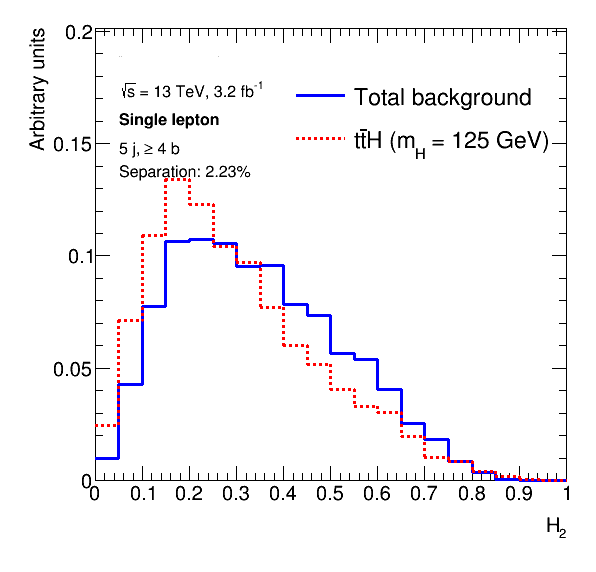 Arbitrary units
0.2
0.15
0.1
0.05
0
√s = 13 TeV, 3.2 fb⁻¹
Single lepton
5 j, ≥ 4 b
Separation: 2.23%
Total background
tt̄H (m_H = 125 GeV)
0 0.1 0.2 0.3 0.4 0.5 0.6 0.7 0.8 0.9 1
H₂